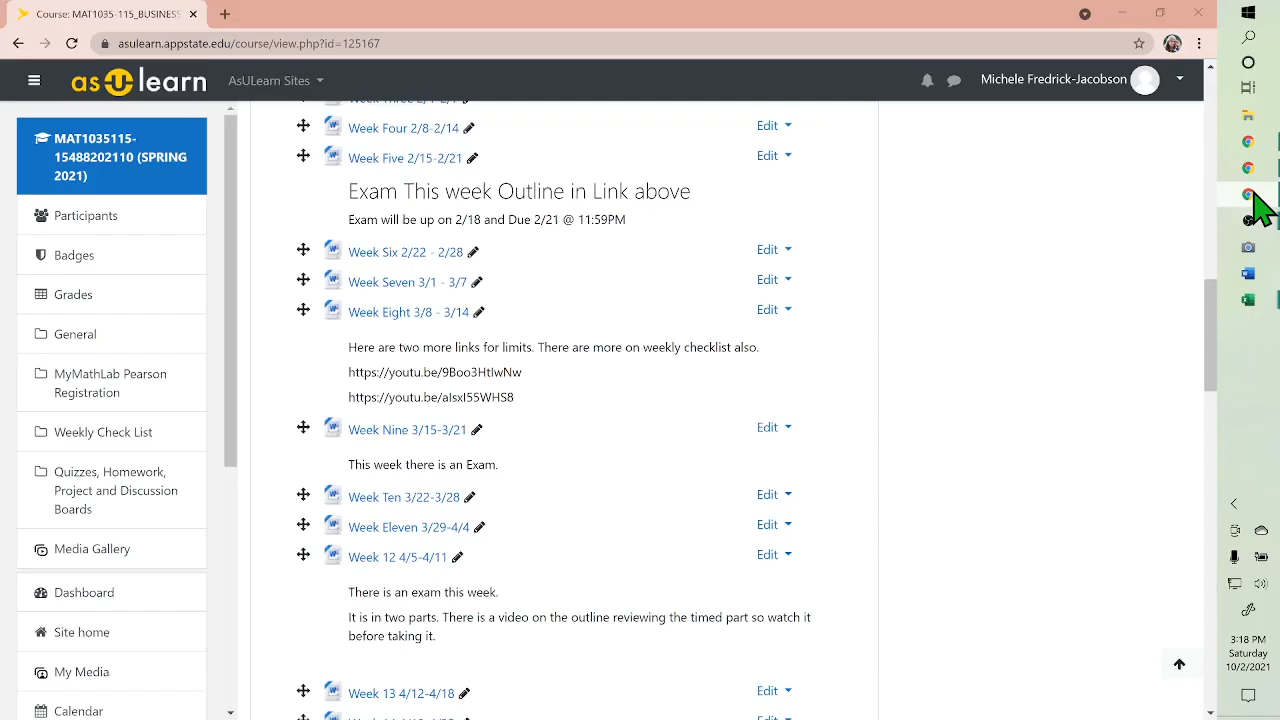 Course: MAT1035-115_BUSINESS
asulearn.appstate.edu/course/view.php?id=125167
asulearn
AsULearn Sites
Michele Fredrick-Jacobson
MAT1035115-
15488202110 (SPRING
2021)
Participants
Badges
Grades
General
MyMathLab Pearson
Registration
Weekly Check List
Quizzes, Homework,
Project and Discussion
Boards
Media Gallery
Dashboard
Site home
My Media
Calendar
Week Four 2/8-2/14
Edit
Week Five 2/15-2/21
Edit
Exam This week Outline in Link above
Exam will be up on 2/18 and Due 2/21 @ 11:59PM
Week Six 2/22 - 2/28
Edit
Week Seven 3/1 - 3/7
Edit
Week Eight 3/8 - 3/14
Edit
Here are two more links for limits. There are more on weekly checklist also.
https://youtu.be/9Boo3HtIwNw
https://youtu.be/aIsxI55WHS8
Week Nine 3/15-3/21
Edit
This week there is an Exam.
Week Ten 3/22-3/28
Edit
Week Eleven 3/29-4/4
Edit
Week 12 4/5-4/11
Edit
There is an exam this week.
It is in two parts. There is a video on the outline reviewing the timed part so watch it
before taking it.
Week 13 4/12-4/18
Edit
3:18 PM
Saturday
10/2/2021